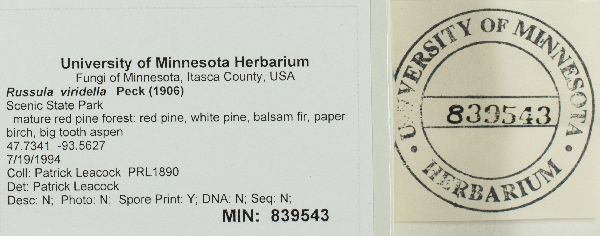 University of Minnesota Herbarium
Fungi of Minnesota, Itasca County, USA
Russula viridella Peck (1906)
Scenic State Park
mature red pine forest: red pine, white pine, balsam fir, paper
birch, big tooth aspen
47.7341 -93.5627
7/19/1994
Coll: Patrick Leacock PRL1890
Det: Patrick Leacock
Desc: N; Photo: N; Spore Print: Y; DNA: N; Seq: N;
MIN: 839543
UNIVERSITY OF MINNESOTA
839543
HERBARIUM